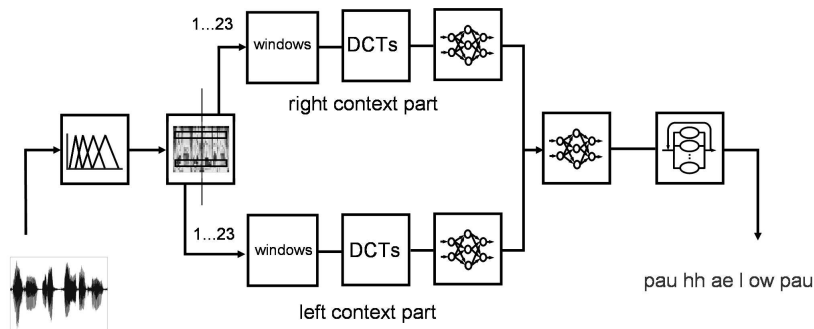 1...23
windows
DCTs
right context part
1...23
windows
DCTs
left context part
pau hh ae l ow pau